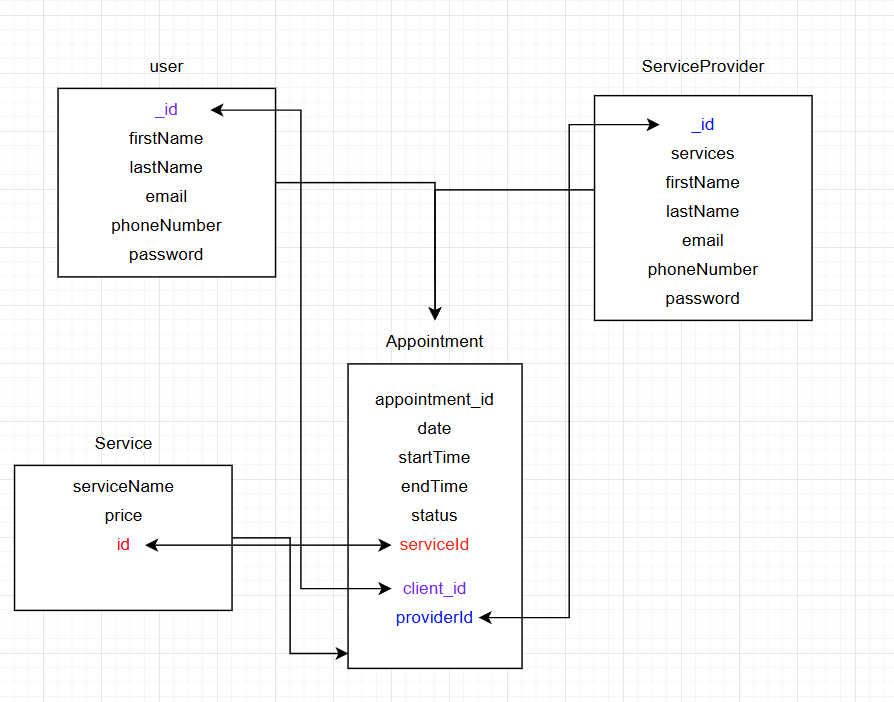 user
_id
firstName
lastName
email
phoneNumber
password
ServiceProvider
_id
services
firstName
lastName
email
phoneNumber
password
Appointment
appointment_id
date
startTime
endTime
status
serviceId
client_id
providerId
Service
serviceName
price
id